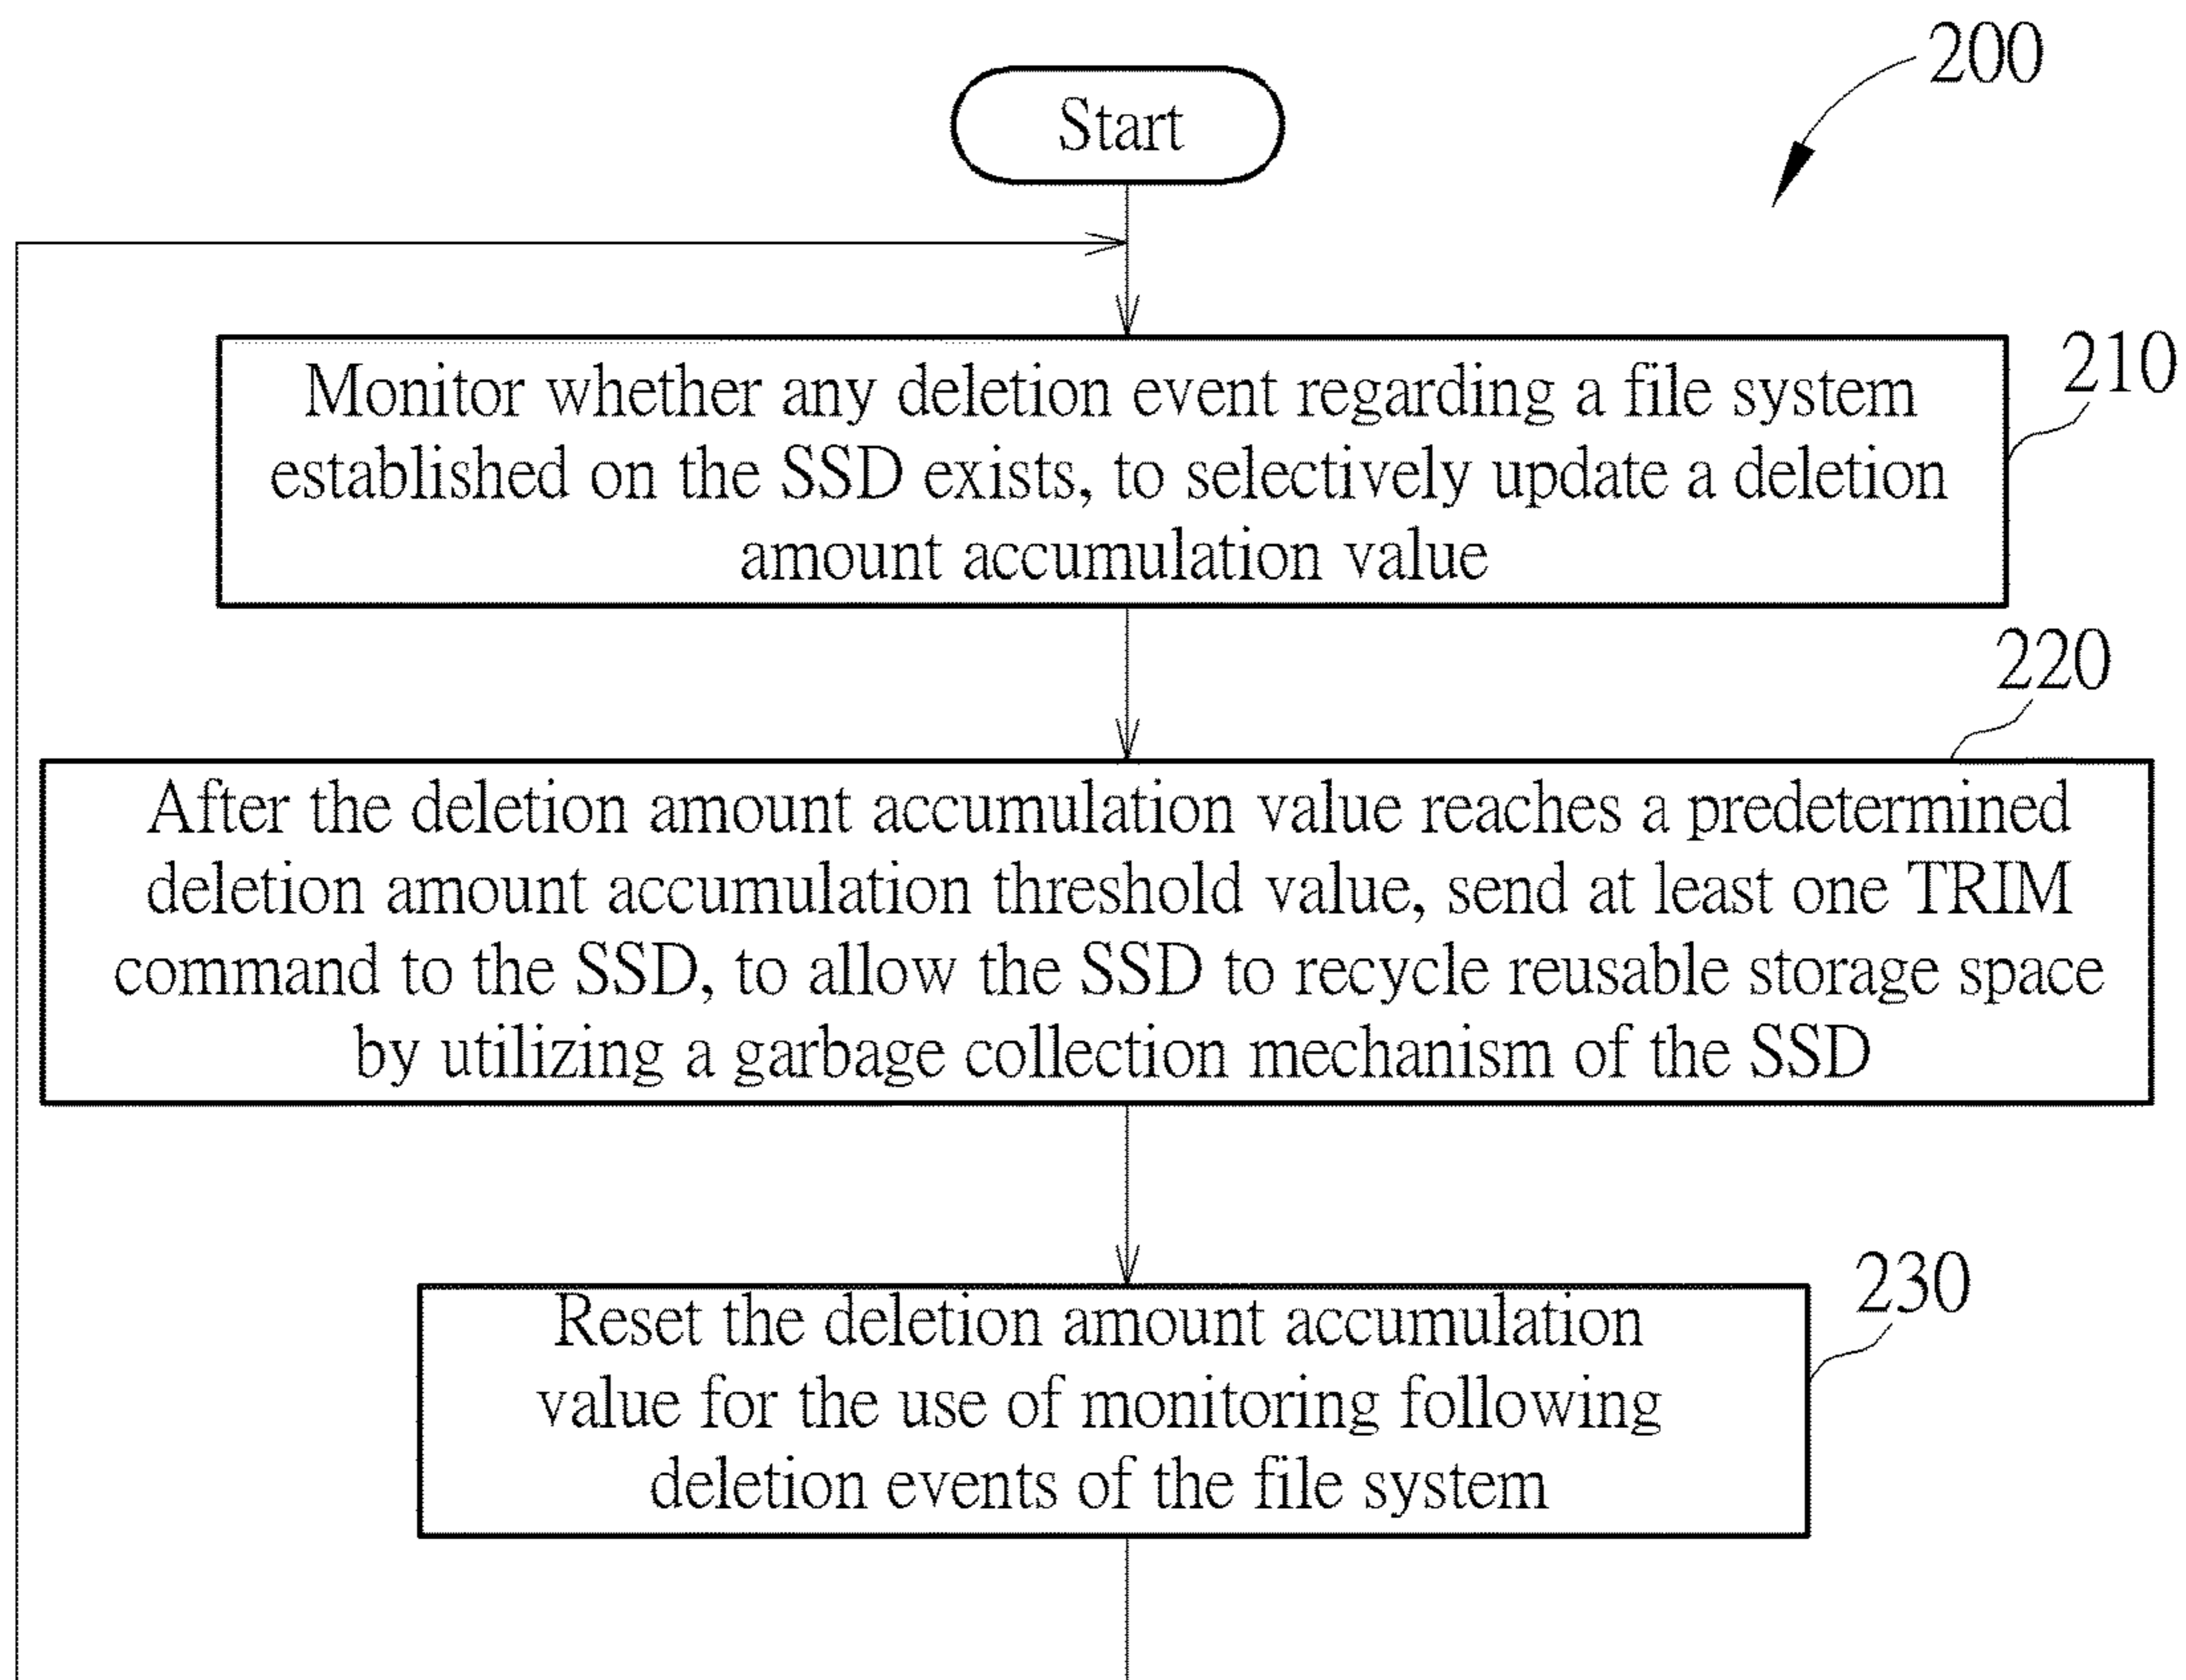 200
Start
210
Monitor whether any deletion event regarding a file system
established on the SSD exists, to selectively update a deletion
amount accumulation value
220
After the deletion amount accumulation value reaches a predetermined
deletion amount accumulation threshold value, send at least one TRIM
command to the SSD, to allow the SSD to recycle reusable storage space
by utilizing a garbage collection mechanism of the SSD
230
Reset the deletion amount accumulation
value for the use of monitoring following
deletion events of the file system